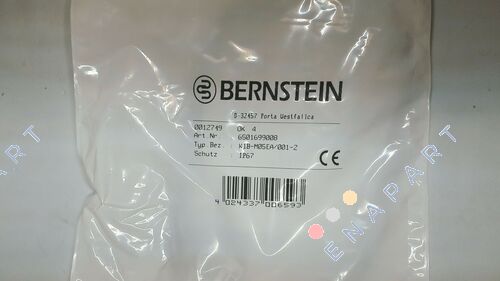 BERNSTEIN
D-32457 Porta Westfalica
0012749 OK 4
Art.Nr. 6501699008
Typ.Bez. : KIB-M05EA/001-2
Schutz : IP67 CE
4 024337 006593
ENAPART
ENAPART